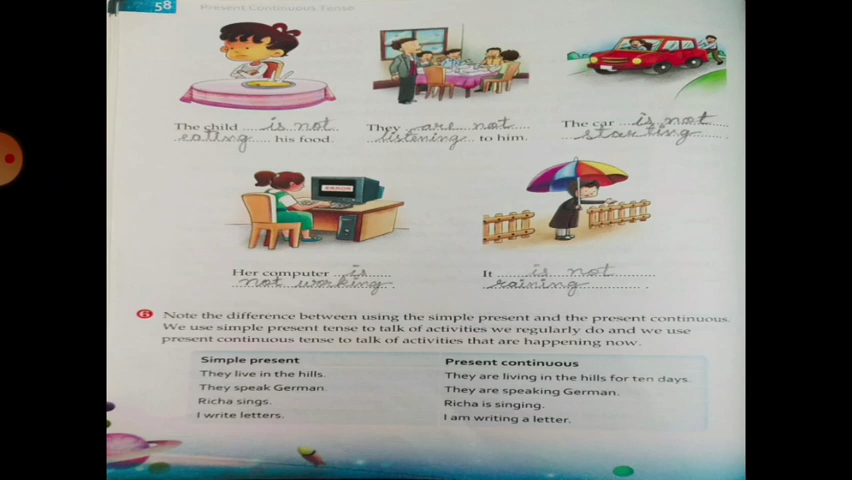 58 Present Continuous Tense
The child is not They are not The car is not
eating his food. listening to him. starting
ERROR
Her computer is It is not
not working. raining.
6 Note the difference between using the simple present and the present continuous.
We use simple present tense to talk of activities we regularly do and we use
present continuous tense to talk of activities that are happening now.
Simple present Present continuous
They live in the hills. They are living in the hills for ten days.
They speak German. They are speaking German.
Richa sings. Richa is singing.
I write letters. I am writing a letter.